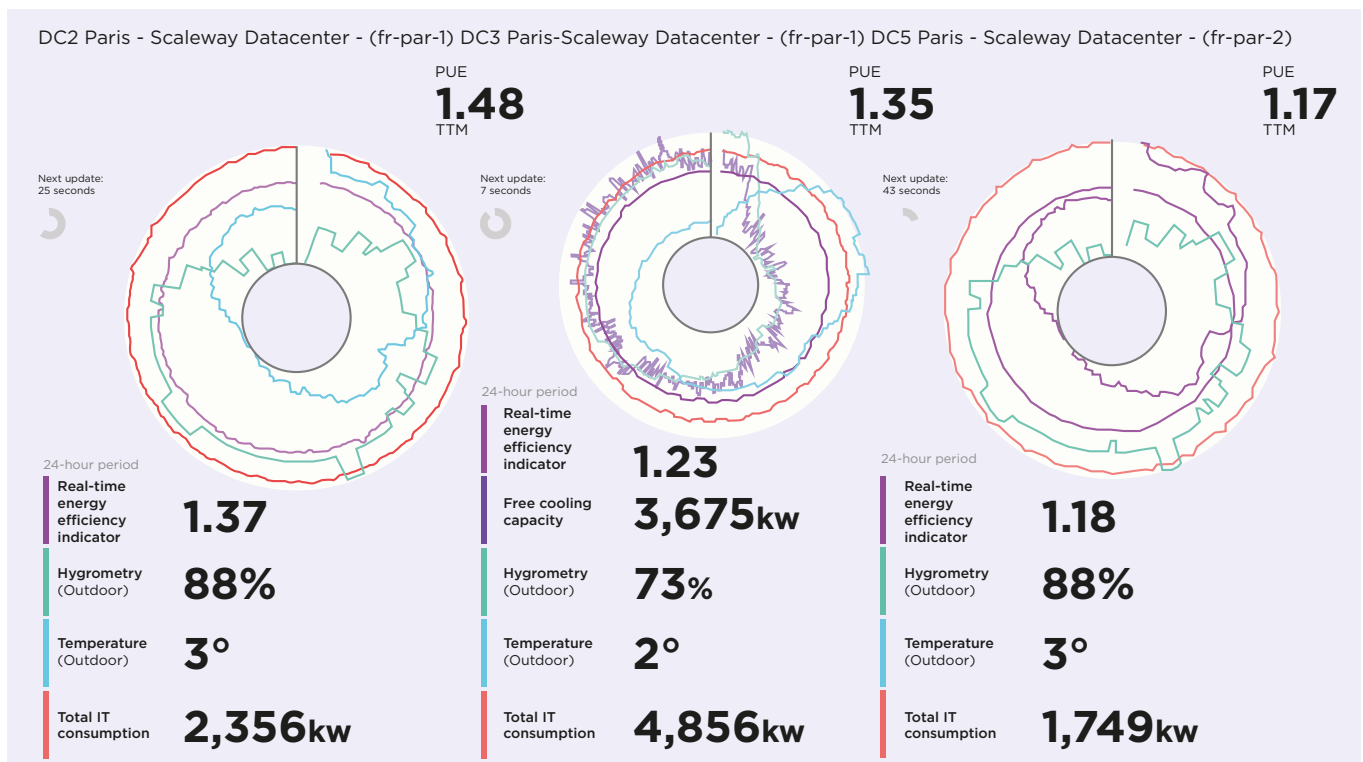 DC2 Paris - Scaleway Datacenter - (fr-par-1) DC3 Paris-Scaleway Datacenter - (fr-par-1) DC5 Paris - Scaleway Datacenter - (fr-par-2)
PUE
1.48
TTM
Next update:
25 seconds
24-hour period
Real-time
energy
efficiency
indicator
1.37
Hygrometry
(Outdoor)
88%
Temperature
(Outdoor)
3°
Total IT
consumption
2,356kw
PUE
1.35
TTM
Next update:
7 seconds
24-hour period
Real-time
energy
efficiency
indicator
1.23
Free cooling
capacity
3,675kw
Hygrometry
(Outdoor)
73%
Temperature
(Outdoor)
2°
Total IT
consumption
4,856kw
PUE
1.17
TTM
Next update:
43 seconds
24-hour period
Real-time
energy
efficiency
indicator
1.18
Hygrometry
(Outdoor)
88%
Temperature
(Outdoor)
3°
Total IT
consumption
1,749kw